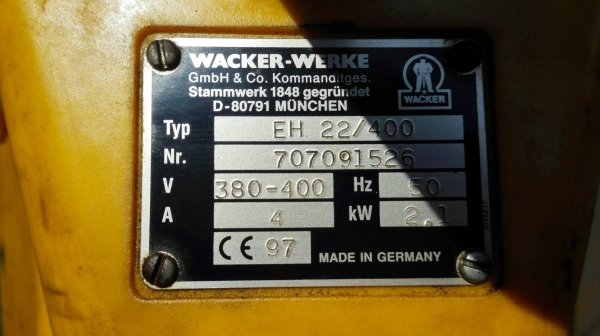 WACKER-WERKE
GmbH & Co. Kommanditges.
Stammwerk 1848 gegründet
D-80791 MÜNCHEN
WACKER
Typ EH 22/400
Nr. 707091526
V 380-400 Hz 50
A 4 kW 2,1
CE 97 MADE IN GERMANY